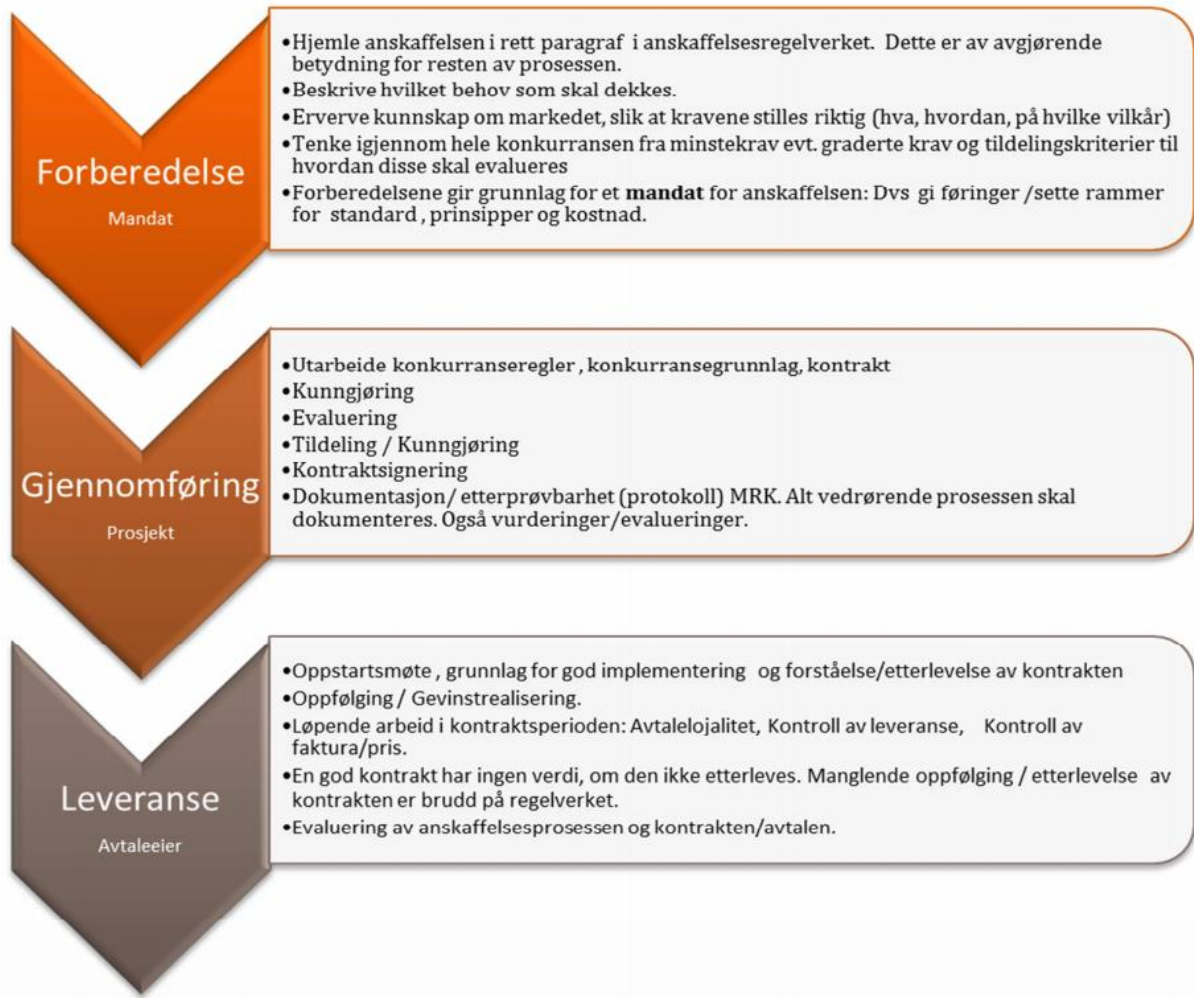 Forberedelse
Mandat
•Hjemle anskaffelsen i rett paragraf i anskaffelsesregelverket. Dette er av avgjørende
betydning for resten av prosessen.
•Beskrive hvilket behov som skal dekkes.
•Erverve kunnskap om markedet, slik at kravene stilles riktig (hva, hvordan, på hvilke vilkår)
•Tenke igjennom hele konkurransen fra minstekrav evt. graderte krav og tildelingskriterier til
hvordan disse skal evalueres
•Forberedelsene gir grunnlag for et mandat for anskaffelsen: Dvs gi føringer /sette rammer
for standard , prinsipper og kostnad.
Gjennomføring
Prosjekt
•Utarbeide konkurranseregler , konkurransegrunnlag, kontrakt
•Kunngjøring
•Evaluering
•Tildeling / Kunngjøring
•Kontraktsignering
•Dokumentasjon/ etterprøvbarhet (protokoll) MRK. Alt vedrørende prosessen skal
dokumenteres. Også vurderinger/evalueringer.
Leveranse
Avtaleeier
•Oppstartsmøte , grunnlag for god implementering og forståelse/etterlevelse av kontrakten
•Oppfølging / Gevinstrealisering.
•Løpende arbeid i kontraktsperioden: Avtalelojalitet, Kontroll av leveranse, Kontroll av
faktura/pris.
•En god kontrakt har ingen verdi, om den ikke etterleves. Manglende oppfølging / etterlevelse av
kontrakten er brudd på regelverket.
•Evaluering av anskaffelsesprosessen og kontrakten/avtalen.